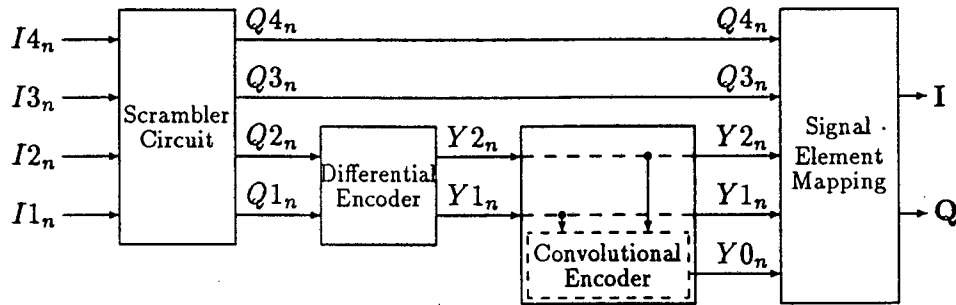 I4ₙ Q4ₙ Q4ₙ
I3ₙ Q3ₙ Q3ₙ I
Scrambler Circuit
Signal Element Mapping
I2ₙ Q2ₙ Y2ₙ Y2ₙ
Differential Encoder
I1ₙ Q1ₙ Y1ₙ Y1ₙ Q
Convolutional Encoder
Y0ₙ